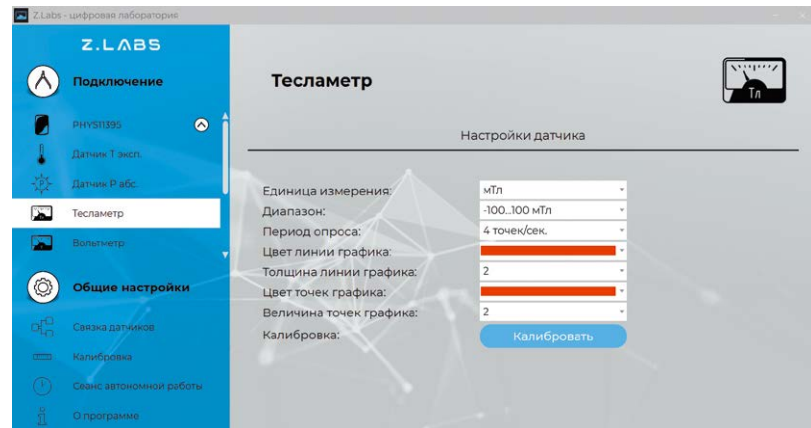 Z.Labs - цифровая лаборатория
Z.LABS
Подключение
PHYS11395
Датчик T эксп.
Датчик P абс.
Тесламетр
Вольтметр
Общие настройки
Связка датчиков
Калибровка
Сеанс автономной работы
О программе
Тесламетр
Тл
Настройки датчика
Единица измерения: мТл
Диапазон: -100...100 мТл
Период опроса: 4 точек/сек.
Цвет линии графика:
Толщина линии графика: 2
Цвет точек графика:
Величина точек графика: 2
Калибровка: Калибровать